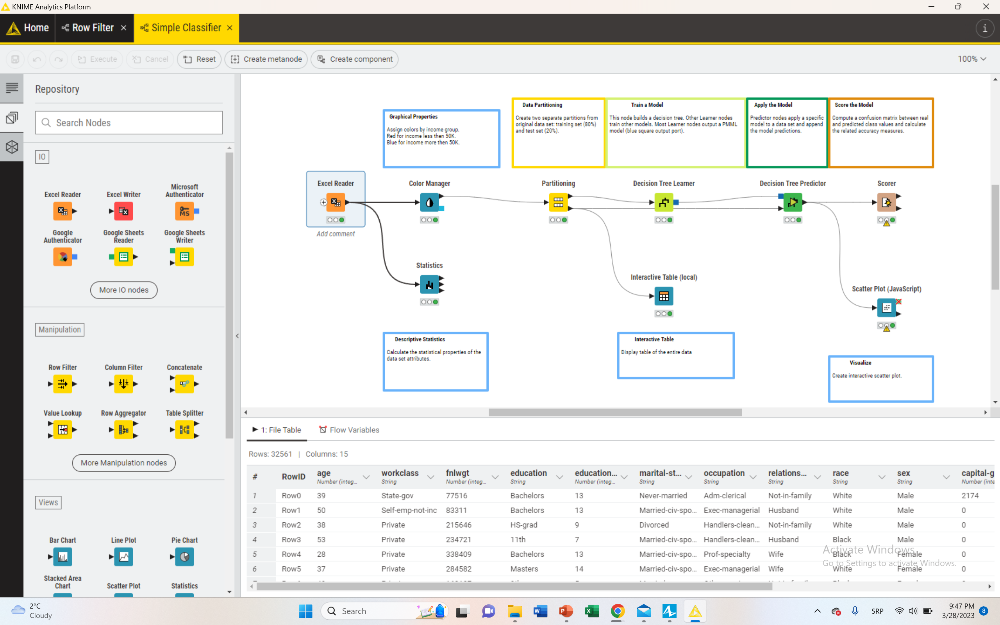 KNIME Analytics Platform
Home
Row Filter
Simple Classifier
i
Execute
Cancel
Reset
Create metanode
Create component
100%
Repository
Search Nodes
IO
Excel Reader
Excel Writer
Microsoft
Authenticator
MS
Google
Authenticator
Google Sheets
Reader
Google Sheets
Writer
More IO nodes
Manipulation
Row Filter
Column Filter
Concatenate
Value Lookup
Row Aggregator
Table Splitter
More Manipulation nodes
Views
Bar Chart
Line Plot
Pie Chart
Stacked Area
Chart
Scatter Plot
Statistics
Graphical Properties
Assign colors by income group.
Red for income less then 50K.
Blue for income more then 50K.
Data Partitioning
Create two separate partitions from
original data set: training set (80%)
and test set (20%).
Train a Model
This node builds a decision tree. Other Learner nodes
train other models. Most Learner nodes output a PMML
model (blue square output port).
Apply the Model
Predictor nodes apply a specific
model to a data set and append
the model predictions.
Score the Model
Compute a confusion matrix between real
and predicted class values and calculate
the related accuracy measures.
Excel Reader
Add comment
Color Manager
Partitioning
Decision Tree Learner
Decision Tree Predictor
Scorer
Statistics
Interactive Table (local)
Scatter Plot (JavaScript)
Descriptive Statistics
Calculate the statistical properties of the
data set attributes.
Interactive Table
Display table of the entire data
Visualize
Create interactive scatter plot.
1: File Table
Flow Variables
Rows: 32561 | Columns: 15
# RowID age workclass fnlwgt education education... marital-st... occupation relations... race sex capital-g
Number (integ... String Number (integ... String Number (integ... String String String String String Number (inte
1 Row0 39 State-gov 77516 Bachelors 13 Never-married Adm-clerical Not-in-family White Male 2174
2 Row1 50 Self-emp-not-inc 83311 Bachelors 13 Married-civ-spo... Exec-managerial Husband White Male 0
3 Row2 38 Private 215646 HS-grad 9 Divorced Handlers-clean... Not-in-family White Male 0
4 Row3 53 Private 234721 11th 7 Married-civ-spo... Handlers-clean... Husband Black Male 0
5 Row4 28 Private 338409 Bachelors 13 Married-civ-spo... Prof-specialty Wife Black Female 0
6 Row5 37 Private 284582 Masters 14 Married-civ-spo... Exec-managerial Wife White Female 0
Activate Windows
Go to Settings to activate Windows.
2°C
Cloudy
Search
SRP
9:47 PM
3/28/2023
8